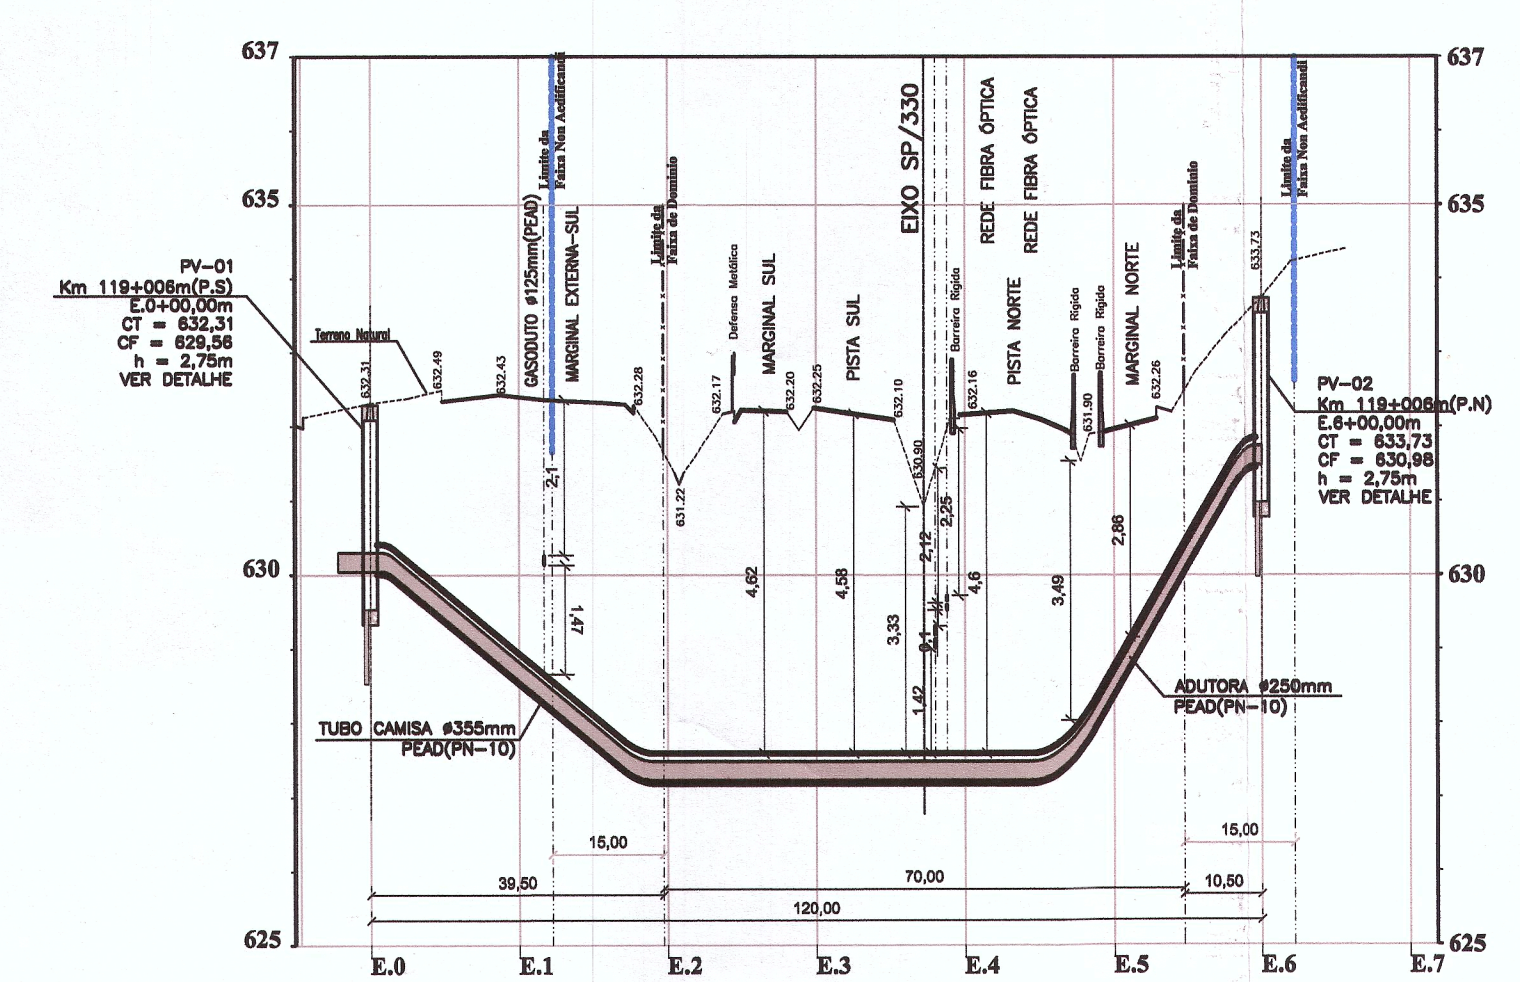 637
637
635
635
630
630
625
625
PV-01
Km 119+006m(P.S)
E.0+00,00m
CT = 632,31
CF = 629,56
h = 2,75m
VER DETALHE
Terreno Natural
632.31
632.49
632.43
GASODUTO ø125mm(PEAD)
Limite da
Faixa Non Aedificandi
MARGINAL EXTERNA-SUL
632.28
Limite da
Faixa de Dominio
631.22
632.17
Defensa Metálica
MARGINAL SUL
632.20
632.25
PISTA SUL
632.10
EIXO SP/330
630.90
Barreira Rigida
632.16
REDE FIBRA ÓPTICA
PISTA NORTE
REDE FIBRA ÓPTICA
Barreira Rigida
631.90
Barreira Rigida
MARGINAL NORTE
632.26
Limite da
Faixa de Dominio
633.73
Limite da
Faixa Non Aedificandi
PV-02
Km 119+006m(P.N)
E.6+00,00m
CT = 633,73
CF = 630,98
h = 2,75m
VER DETALHE
2,1
1,47
4,62
4,58
3,33
2,12
2,25
0,1
1,42
4,6
3,49
2,86
TUBO CAMISA ø355mm
PEAD(PN-10)
ADUTORA ø250mm
PEAD(PN-10)
15,00
15,00
39,50
70,00
10,50
120,00
E.0
E.1
E.2
E.3
E.4
E.5
E.6
E.7